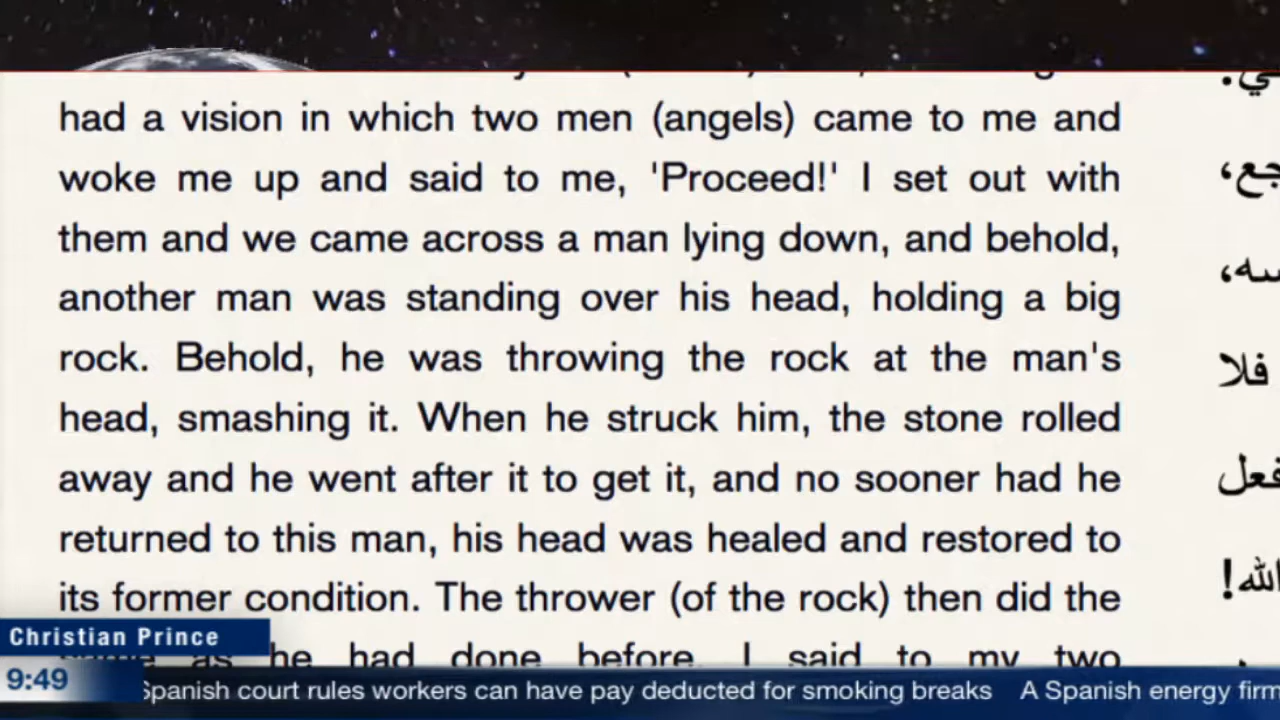 had a vision in which two men (angels) came to me and
woke me up and said to me, 'Proceed!' I set out with
them and we came across a man lying down, and behold,
another man was standing over his head, holding a big
rock. Behold, he was throwing the rock at the man's
head, smashing it. When he struck him, the stone rolled
away and he went after it to get it, and no sooner had he
returned to this man, his head was healed and restored to
its former condition. The thrower (of the rock) then did the
same as he had done before. I said to my two
فلا
الله!
Christian Prince
9:49
Spanish court rules workers can have pay deducted for smoking breaks A Spanish energy firm